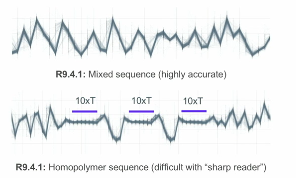 R9.4.1: Mixed sequence (highly accurate)
10xT 10xT 10xT
R9.4.1: Homopolymer sequence (difficult with “sharp reader”)